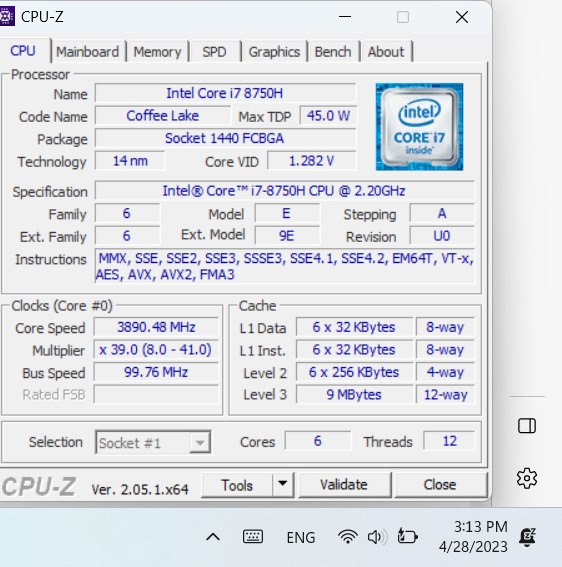 CPU-Z
CPU Mainboard Memory SPD Graphics Bench About
Processor
Name Intel Core i7 8750H
Code Name Coffee Lake Max TDP 45.0 W
Package Socket 1440 FCBGA
Technology 14 nm Core VID 1.282 V
intel
CORE i7
inside
Specification Intel® Core™ i7-8750H CPU @ 2.20GHz
Family 6 Model E Stepping A
Ext. Family 6 Ext. Model 9E Revision U0
Instructions MMX, SSE, SSE2, SSE3, SSSE3, SSE4.1, SSE4.2, EM64T, VT-x,
AES, AVX, AVX2, FMA3
Clocks (Core #0)
Core Speed 3890.48 MHz
Multiplier x 39.0 (8.0 - 41.0)
Bus Speed 99.76 MHz
Rated FSB
Cache
L1 Data 6 x 32 KBytes 8-way
L1 Inst. 6 x 32 KBytes 8-way
Level 2 6 x 256 KBytes 4-way
Level 3 9 MBytes 12-way
Selection Socket #1 Cores 6 Threads 12
CPU-Z Ver. 2.05.1.x64 Tools Validate Close
ENG
3:13 PM
4/28/2023